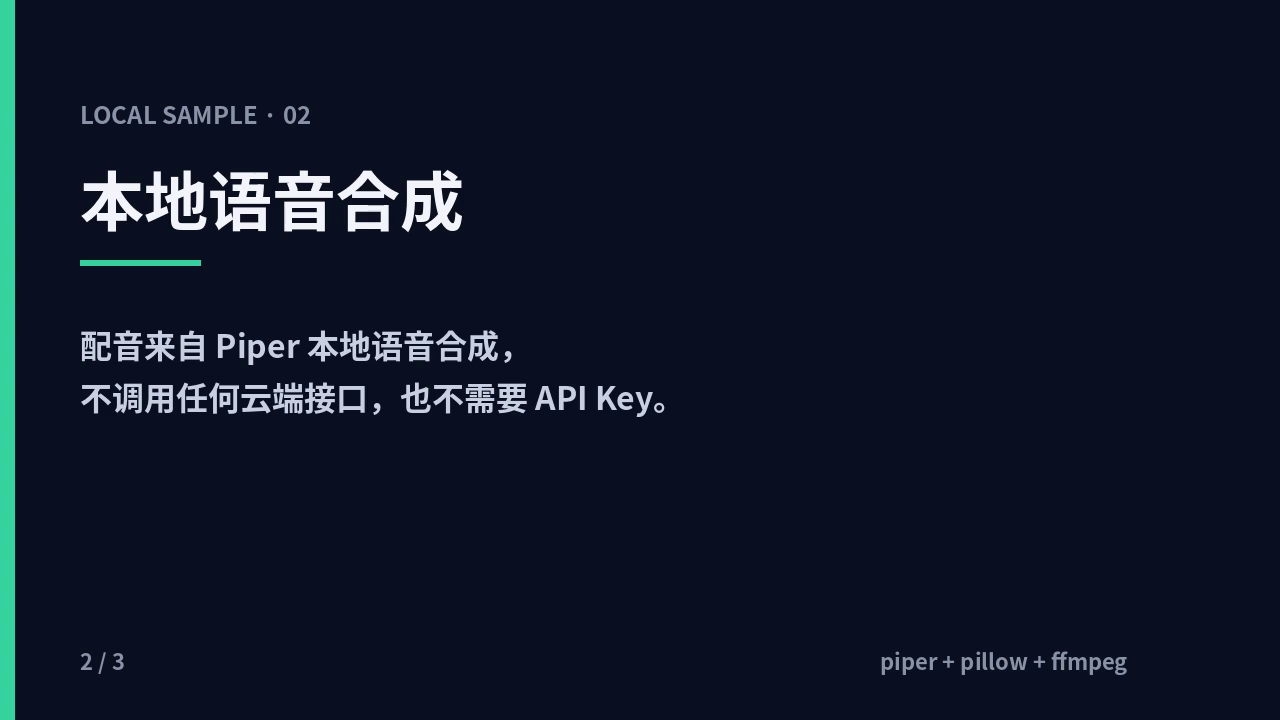 LOCAL SAMPLE · 02
本地语音合成
配音来自 Piper 本地语音合成，
不调用任何云端接口，也不需要 API Key。
2 / 3
piper + pillow + ffmpeg